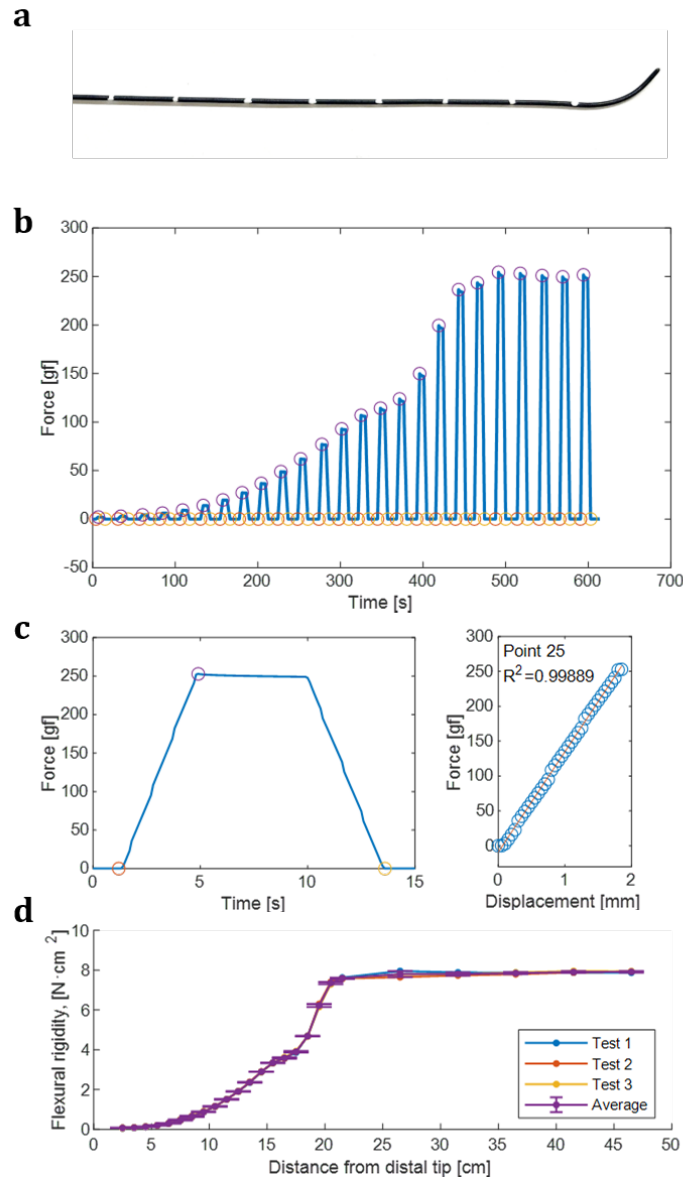 a
b
300
250
200
150
100
50
0
-50
Force [gf]
0 100 200 300 400 500 600 700
Time [s]
c
300
250
200
150
100
50
0
Force [gf]
0 5 10 15
Time [s]
300
250
200
150
100
50
0
Force [gf]
Point 25
R²=0.99889
0 1 2
Displacement [mm]
d
10
8
6
4
2
0
Flexural rigidity, [N·cm²]
Test 1
Test 2
Test 3
Average
0 5 10 15 20 25 30 35 40 45 50
Distance from distal tip [cm]